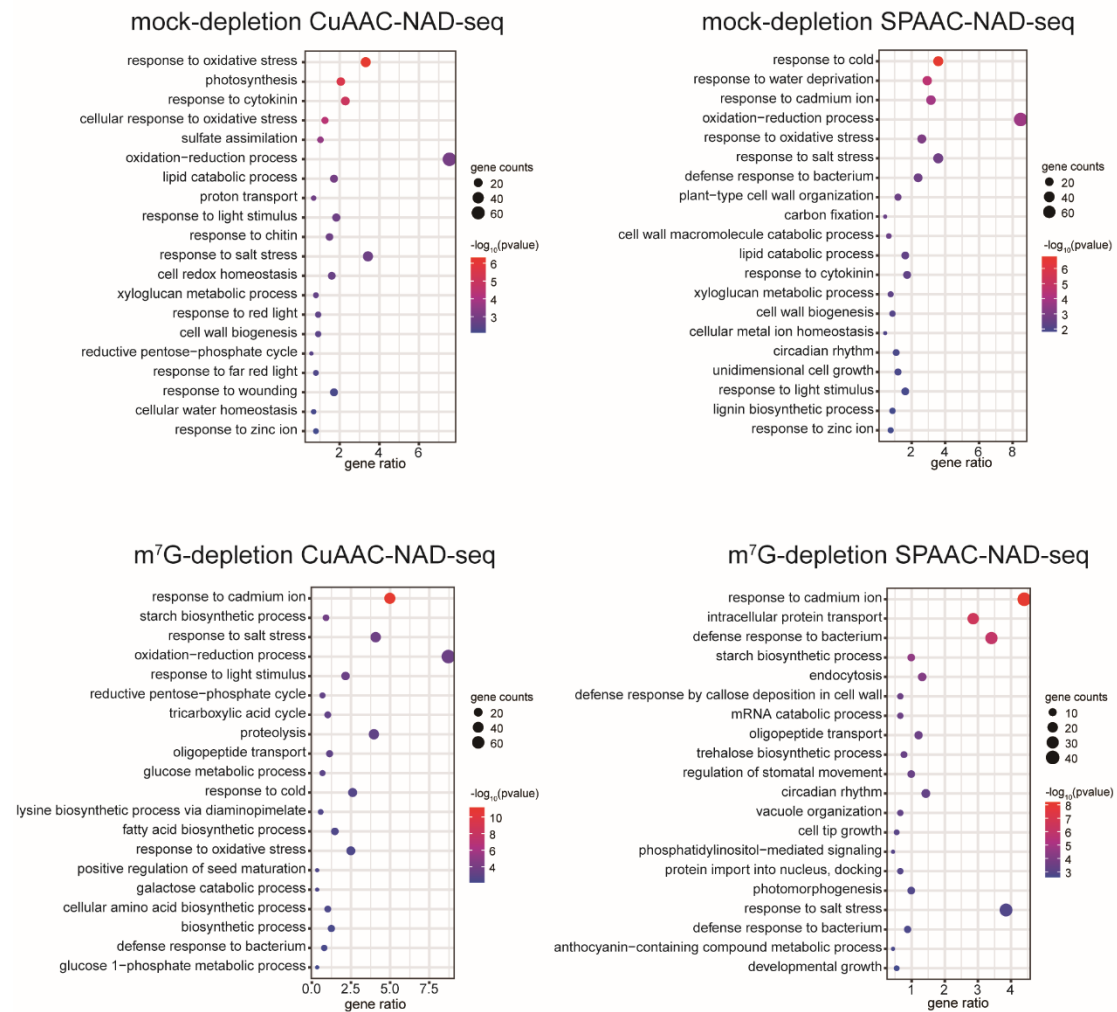 mock-depletion CuAAC-NAD-seq
response to oxidative stress
photosynthesis
response to cytokinin
cellular response to oxidative stress
sulfate assimilation
oxidation−reduction process
lipid catabolic process
proton transport
response to light stimulus
response to chitin
response to salt stress
cell redox homeostasis
xyloglucan metabolic process
response to red light
cell wall biogenesis
reductive pentose−phosphate cycle
response to far red light
response to wounding
cellular water homeostasis
response to zinc ion
2 4 6
gene ratio
gene counts
20
40
60
-log₁₀(pvalue)
6
5
4
3
mock-depletion SPAAC-NAD-seq
response to cold
response to water deprivation
response to cadmium ion
oxidation−reduction process
response to oxidative stress
response to salt stress
defense response to bacterium
plant−type cell wall organization
carbon fixation
cell wall macromolecule catabolic process
lipid catabolic process
response to cytokinin
xyloglucan metabolic process
cell wall biogenesis
cellular metal ion homeostasis
circadian rhythm
unidimensional cell growth
response to light stimulus
lignin biosynthetic process
response to zinc ion
2 4 6 8
gene ratio
gene counts
20
40
60
-log₁₀(pvalue)
6
5
4
3
2
m⁷G-depletion CuAAC-NAD-seq
response to cadmium ion
starch biosynthetic process
response to salt stress
oxidation−reduction process
response to light stimulus
reductive pentose−phosphate cycle
tricarboxylic acid cycle
proteolysis
oligopeptide transport
glucose metabolic process
response to cold
lysine biosynthetic process via diaminopimelate
fatty acid biosynthetic process
response to oxidative stress
positive regulation of seed maturation
galactose catabolic process
cellular amino acid biosynthetic process
biosynthetic process
defense response to bacterium
glucose 1−phosphate metabolic process
0.0 2.5 5.0 7.5
gene ratio
gene counts
20
40
60
-log₁₀(pvalue)
10
8
6
4
m⁷G-depletion SPAAC-NAD-seq
response to cadmium ion
intracellular protein transport
defense response to bacterium
starch biosynthetic process
endocytosis
defense response by callose deposition in cell wall
mRNA catabolic process
oligopeptide transport
trehalose biosynthetic process
regulation of stomatal movement
circadian rhythm
vacuole organization
cell tip growth
phosphatidylinositol−mediated signaling
protein import into nucleus, docking
photomorphogenesis
response to salt stress
defense response to bacterium
anthocyanin−containing compound metabolic process
developmental growth
1 2 3 4
gene ratio
gene counts
10
20
30
40
-log₁₀(pvalue)
8
7
6
5
4
3